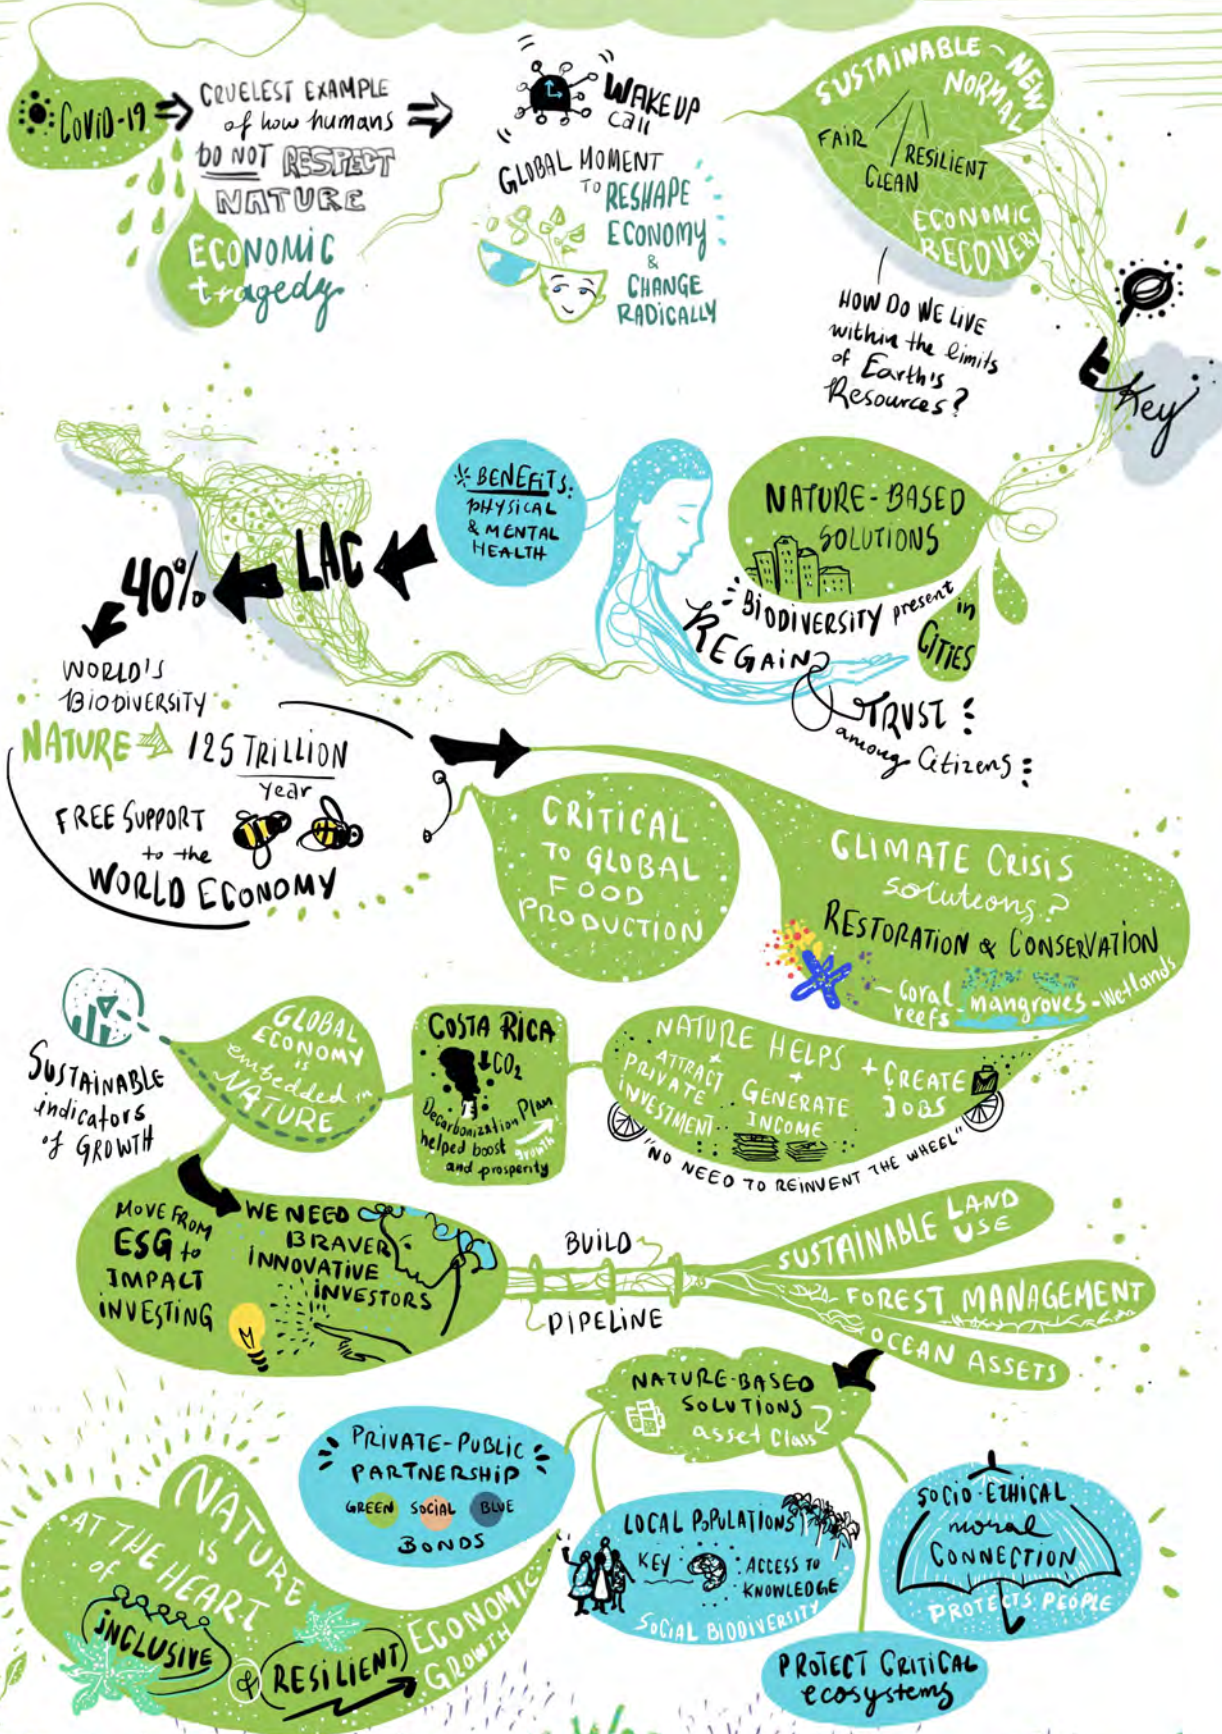 COVID-19
CRUELEST EXAMPLE
of how humans
DO NOT RESPECT
NATURE
ECONOMIC
tragedy
WAKE UP
call
GLOBAL MOMENT
TO RESHAPE
ECONOMY
&
CHANGE
RADICALLY
SUSTAINABLE - NEW
NORMAL
FAIR
CLEAN
RESILIENT
ECONOMIC
RECOVERY
HOW DO WE LIVE
within the limits
of Earth's
Resources?
Key
NATURE-BASED
SOLUTIONS
BIODIVERSITY present
in
CITIES
REGAIN
TRUST
among Citizens
BENEFITS:
PHYSICAL
& MENTAL
HEALTH
LAC
40%
WORLD'S
BIODIVERSITY
NATURE
125 TRILLION
year
FREE SUPPORT
to the
WORLD ECONOMY
CRITICAL
TO GLOBAL
FOOD
PRODUCTION
CLIMATE CRISIS
solutions?
RESTORATION & CONSERVATION
- coral
reefs - mangroves - Wetlands
NATURE HELPS
+ ATTRACT
PRIVATE
INVESTMENT
+
GENERATE
INCOME
+ CREATE
JOBS
"NO NEED TO REINVENT THE WHEEL"
COSTA RICA
CO2
Decarbonization Plan
helped boost growth
and prosperity
GLOBAL
ECONOMY
is
embedded in
NATURE
SUSTAINABLE
indicators
of GROWTH
MOVE FROM
ESG to
IMPACT
INVESTING
WE NEED
BRAVER
INNOVATIVE
INVESTORS
BUILD
PIPELINE
SUSTAINABLE LAND
USE
FOREST MANAGEMENT
OCEAN ASSETS
NATURE-BASED
SOLUTIONS
asset class
PRIVATE-PUBLIC
PARTNERSHIP
GREEN SOCIAL BLUE
BONDS
LOCAL POPULATIONS
KEY
ACCESS TO
KNOWLEDGE
SOCIAL BIODIVERSITY
SOCIO-ETHICAL
moral
CONNECTION
PROTECTS PEOPLE
PROTECT CRITICAL
ecosystems
NATURE
IS
AT THE HEART
of
INCLUSIVE
& RESILIENT
ECONOMIC
GROWTH